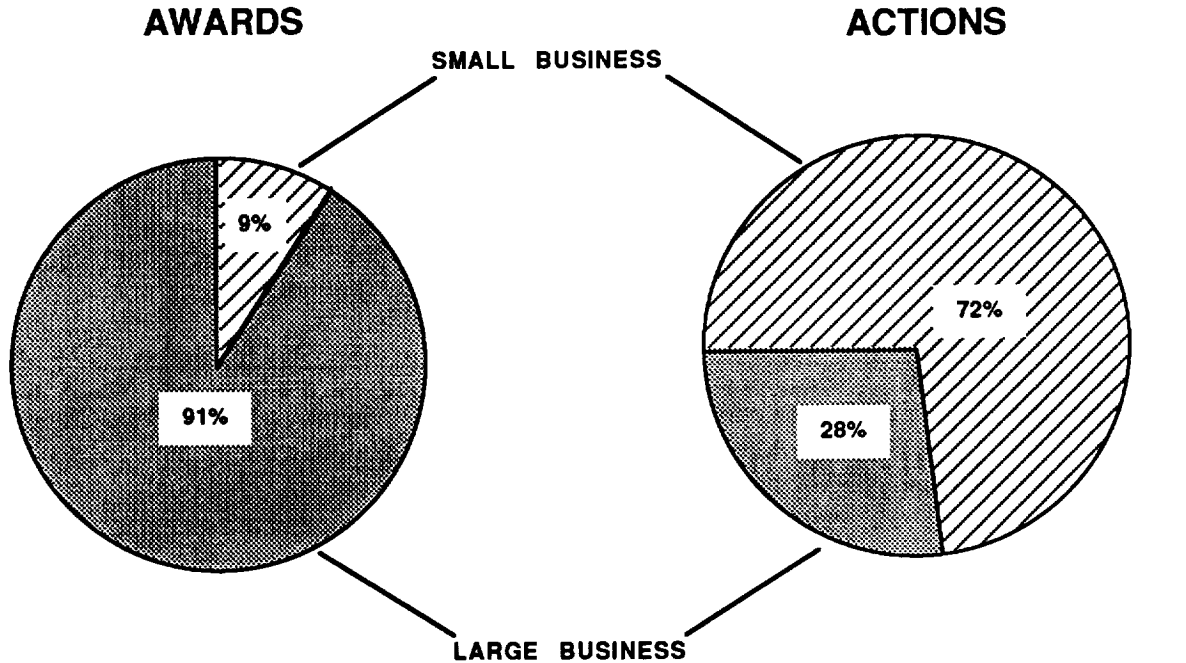 AWARDS
ACTIONS
SMALL BUSINESS
9%
72%
91%
28%
LARGE BUSINESS